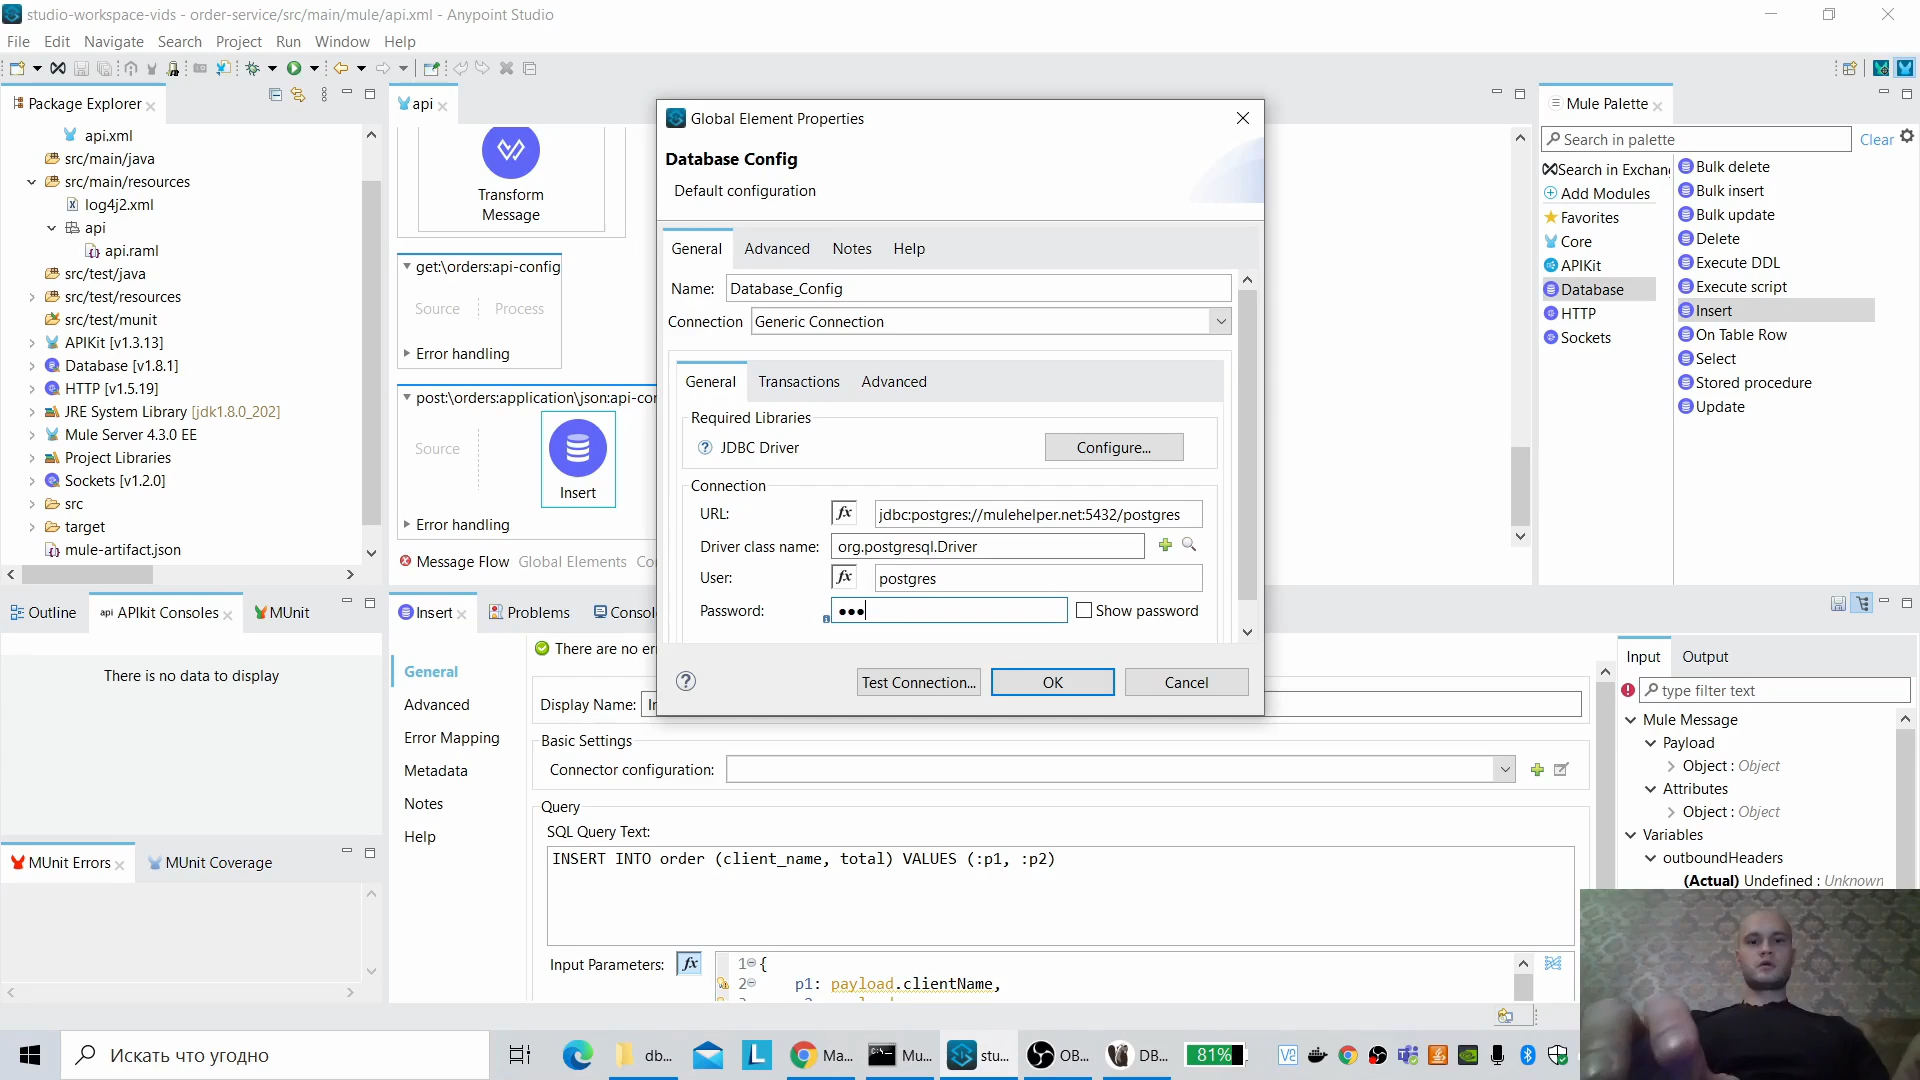 studio-workspace-vids - order-service/src/main/mule/api.xml - Anypoint Studio
File Edit Navigate Search Project Run Window Help
Package Explorer
api.xml
src/main/java
src/main/resources
log4j2.xml
api
api.raml
src/test/java
src/test/resources
src/test/munit
APIKit [v1.3.13]
Database [v1.8.1]
HTTP [v1.5.19]
JRE System Library [jdk1.8.0_202]
Mule Server 4.3.0 EE
Project Libraries
Sockets [v1.2.0]
src
target
mule-artifact.json
api
Transform
Message
get:\orders:api-config
Source Process
Error handling
post:\orders:application\json:api-co
Source
Insert
Error handling
Message Flow Global Elements Co
Global Element Properties
Database Config
Default configuration
General Advanced Notes Help
Name: Database_Config
Connection Generic Connection
General Transactions Advanced
Required Libraries
JDBC Driver Configure...
Connection
URL: fx jdbc:postgres://mulehelper.net:5432/postgres
Driver class name: org.postgresql.Driver
User: fx postgres
Password: ●●● Show password
Test Connection... OK Cancel
Mule Palette
Search in palette Clear
Search in Exchan
Add Modules
Favorites
Core
APIKit
Database
HTTP
Sockets
Bulk delete
Bulk insert
Bulk update
Delete
Execute DDL
Execute script
Insert
On Table Row
Select
Stored procedure
Update
Outline APIkit Consoles MUnit
There is no data to display
MUnit Errors MUnit Coverage
Insert Problems Consol
There are no er
General
Advanced
Error Mapping
Metadata
Notes
Help
Display Name:
Basic Settings
Connector configuration:
Query
SQL Query Text:
INSERT INTO order (client_name, total) VALUES (:p1, :p2)
Input Parameters: fx 1 {
2 p1: payload.clientName,
Input Output
type filter text
Mule Message
Payload
Object : Object
Attributes
Object : Object
Variables
outboundHeaders
(Actual) Undefined : Unknown
Искать что угодно
db...
L
Ma...
Mu...
stu...
OB...
DB...
81%